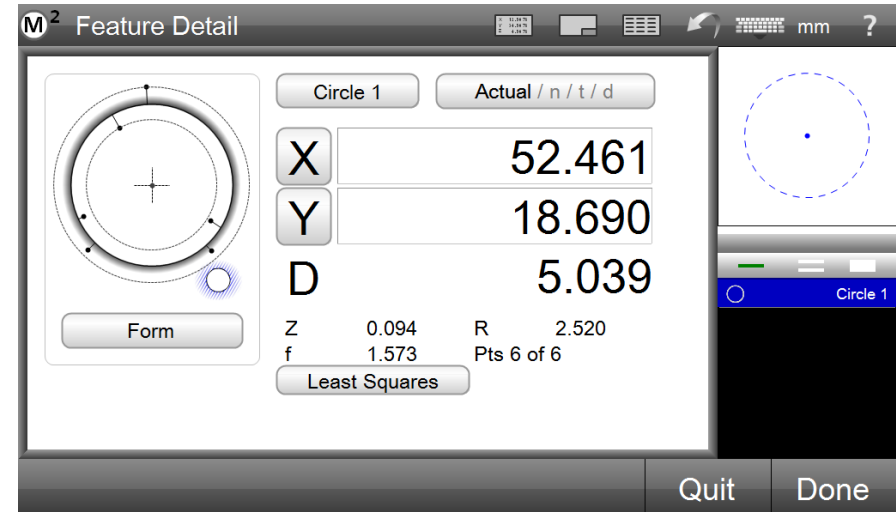 M2 Feature Detail mm ?
Circle 1 Actual / n / t / d
X 52.461
Y 18.690
D 5.039
Form
Z 0.094 R 2.520
f 1.573 Pts 6 of 6
Least Squares
Circle 1
Quit Done